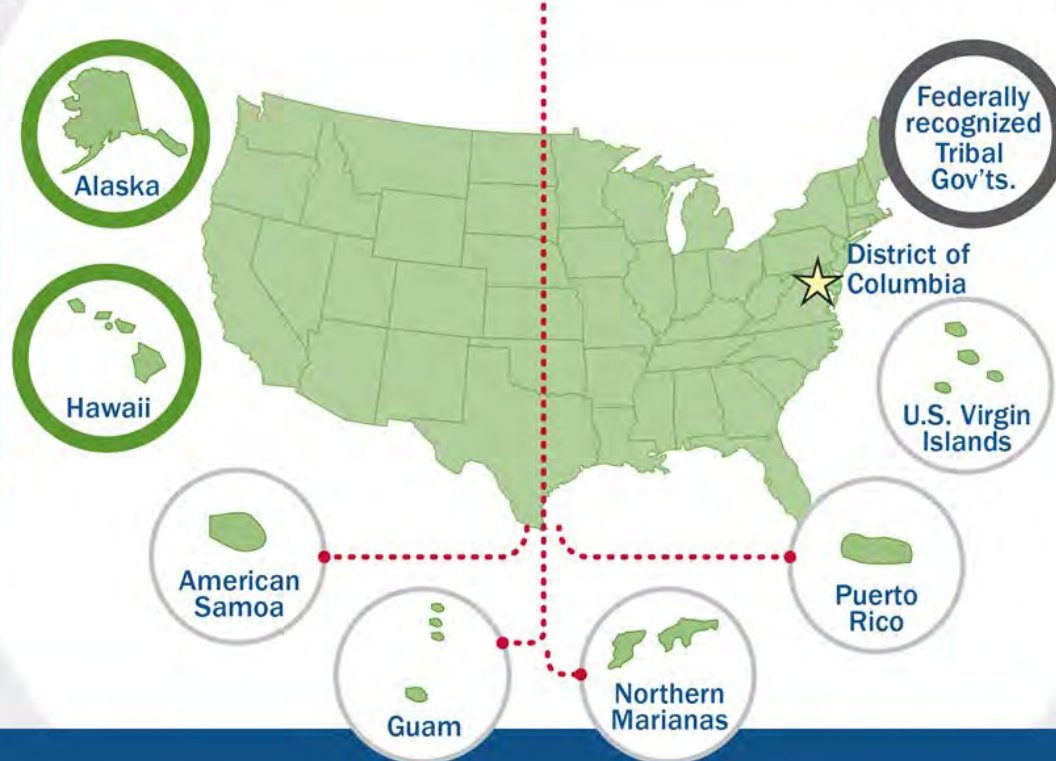 Alaska
Federally
recognized
Tribal
Gov'ts.
District of
Columbia
Hawaii
U.S. Virgin
Islands
American
Samoa
Puerto
Rico
Guam
Northern
Marianas